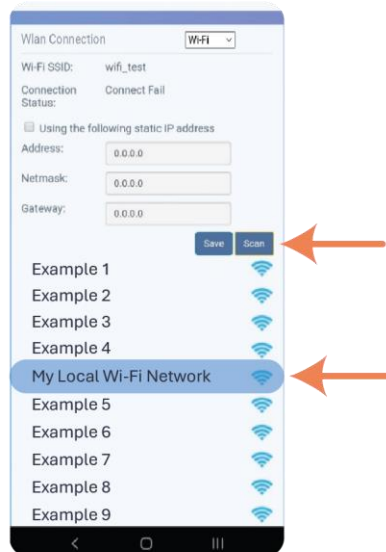 Wlan Connection Wi-Fi
Wi-Fi SSID: wifi_test
Connection Status: Connect Fail
Using the following static IP address
Address: 0.0.0.0
Netmask: 0.0.0.0
Gateway: 0.0.0.0
Save Scan
Example 1
Example 2
Example 3
Example 4
My Local Wi-Fi Network
Example 5
Example 6
Example 7
Example 8
Example 9